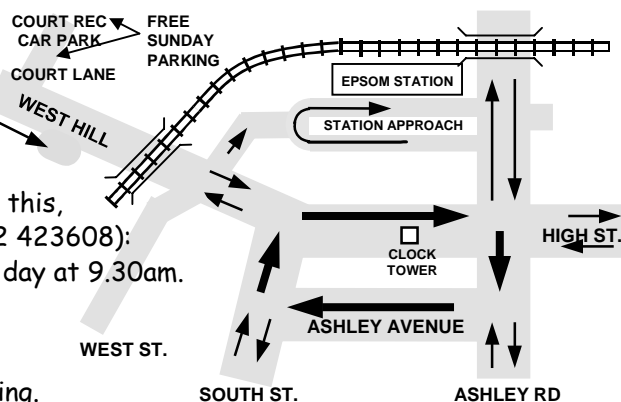 COURT REC
CAR PARK
FREE
SUNDAY
PARKING
COURT LANE
WEST HILL
EPSOM STATION
STATION APPROACH
this,
2 423608):
day at 9.30am.
HIGH ST.
CLOCK
TOWER
ASHLEY AVENUE
WEST ST.
ing.
SOUTH ST.
ASHLEY RD